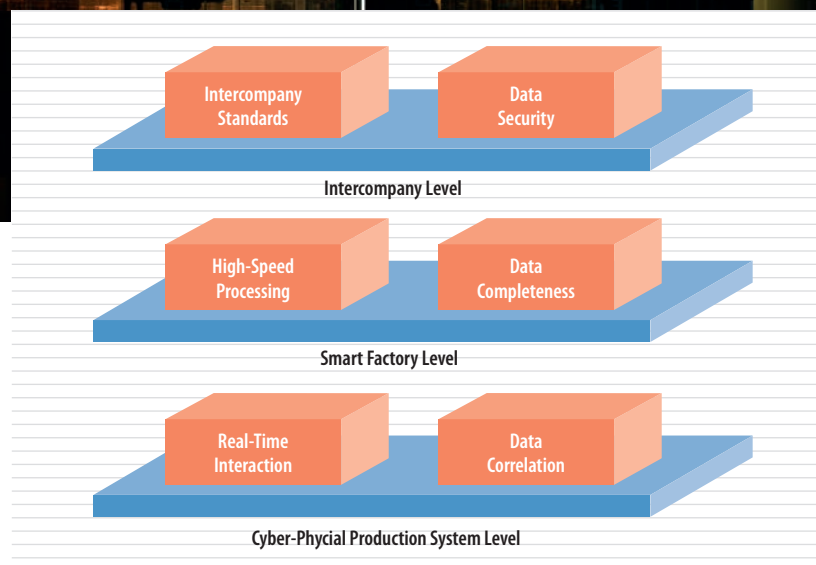 Intercompany
Standards
Data
Security
Intercompany Level
High-Speed
Processing
Data
Completeness
Smart Factory Level
Real-Time
Interaction
Data
Correlation
Cyber-Phycial Production System Level